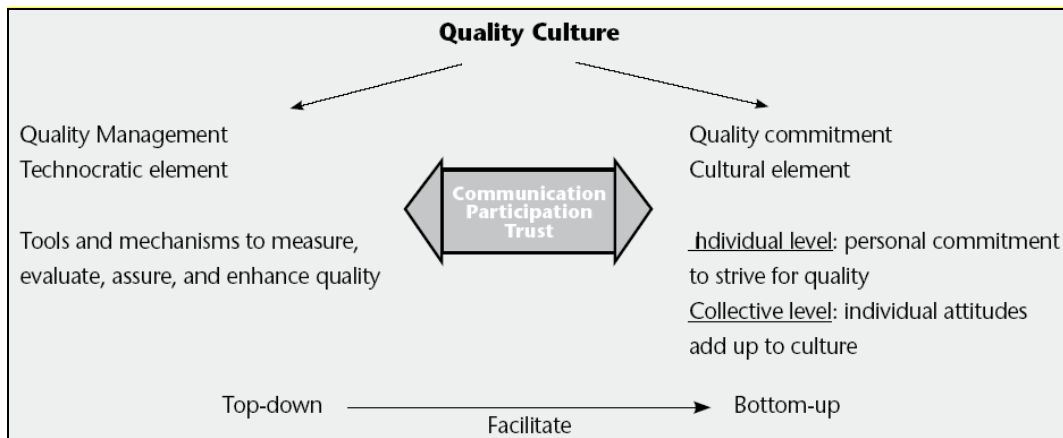 Quality Culture
Quality Management
Technocratic element
Tools and mechanisms to measure,
evaluate, assure, and enhance quality
Communication
Participation
Trust
Quality commitment
Cultural element
Individual level: personal commitment
to strive for quality
Collective level: individual attitudes
add up to culture
Top-down
Facilitate
Bottom-up